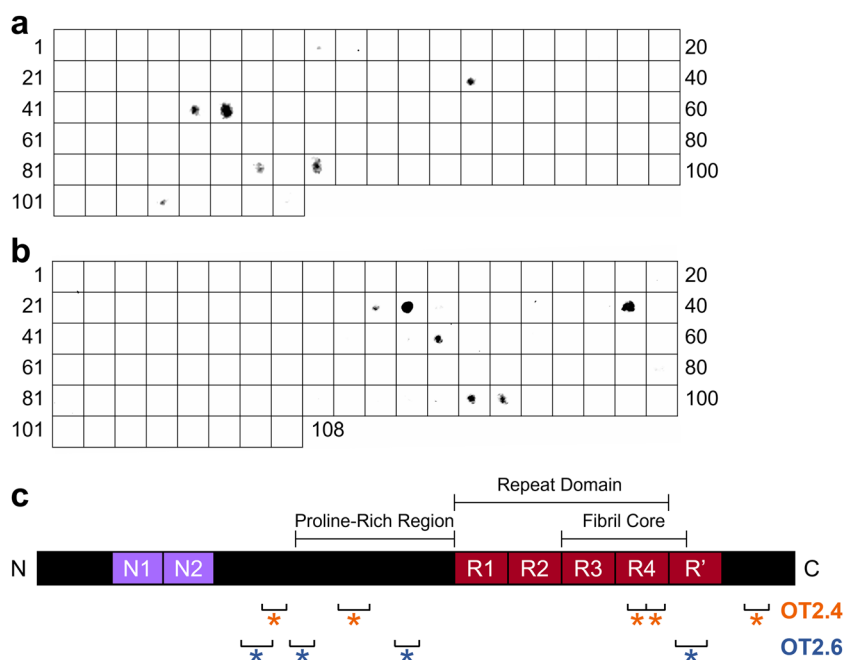 a
1 20
21 40
41 60
61 80
81 100
101
b
1 20
21 40
41 60
61 80
81 100
101 108
c
Repeat Domain
Proline-Rich Region Fibril Core
N N1 N2 R1 R2 R3 R4 R' C
* * * * * OT2.4
* * * * OT2.6